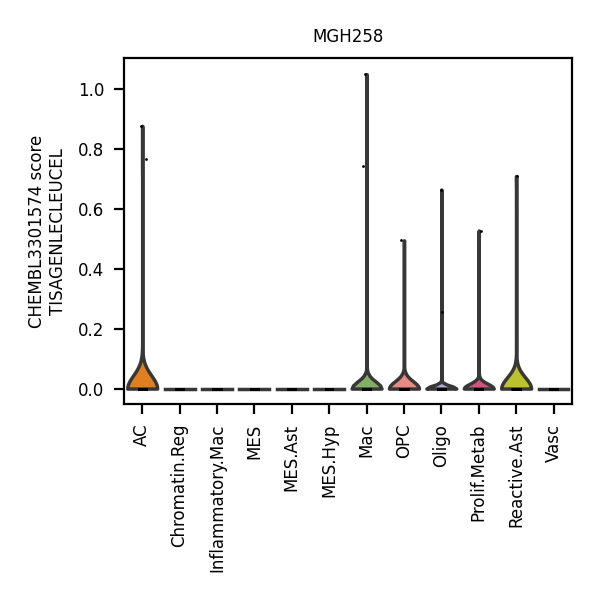 MGH258
CHEMBL3301574 score
TISAGENLECLEUCEL
1.0
0.8
0.6
0.4
0.2
0.0
AC
Chromatin.Reg
Inflammatory.Mac
MES
MES.Ast
MES.Hyp
Mac
OPC
Oligo
Prolif.Metab
Reactive.Ast
Vasc